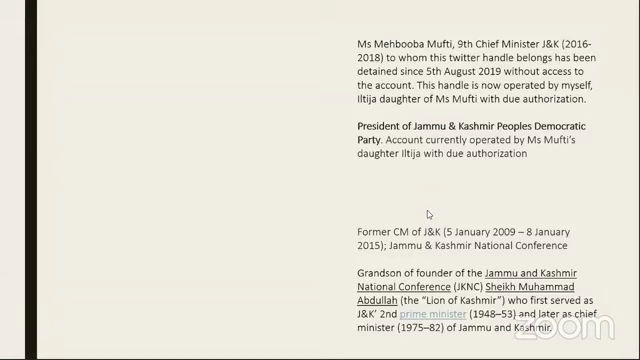 Ms Mehbooba Mufti, 9th Chief Minister J&K (2016-
2018) to whom this twitter handle belongs has been
detained since 5th August 2019 without access to
the account. This handle is now operated by myself,
Iltija daughter of Ms Mufti with due authorization.
President of Jammu & Kashmir Peoples Democratic
Party. Account currently operated by Ms Mufti's
daughter Iltija with due authorization
Former CM of J&K (5 January 2009 – 8 January
2015); Jammu & Kashmir National Conference
Grandson of founder of the Jammu and Kashmir
National Conference (JKNC) Sheikh Muhammad
Abdullah (the "Lion of Kashmir") who first served as
J&K' 2nd prime minister (1948–53) and later as chief
minister (1975–82) of Jammu and Kashmir.
zoom